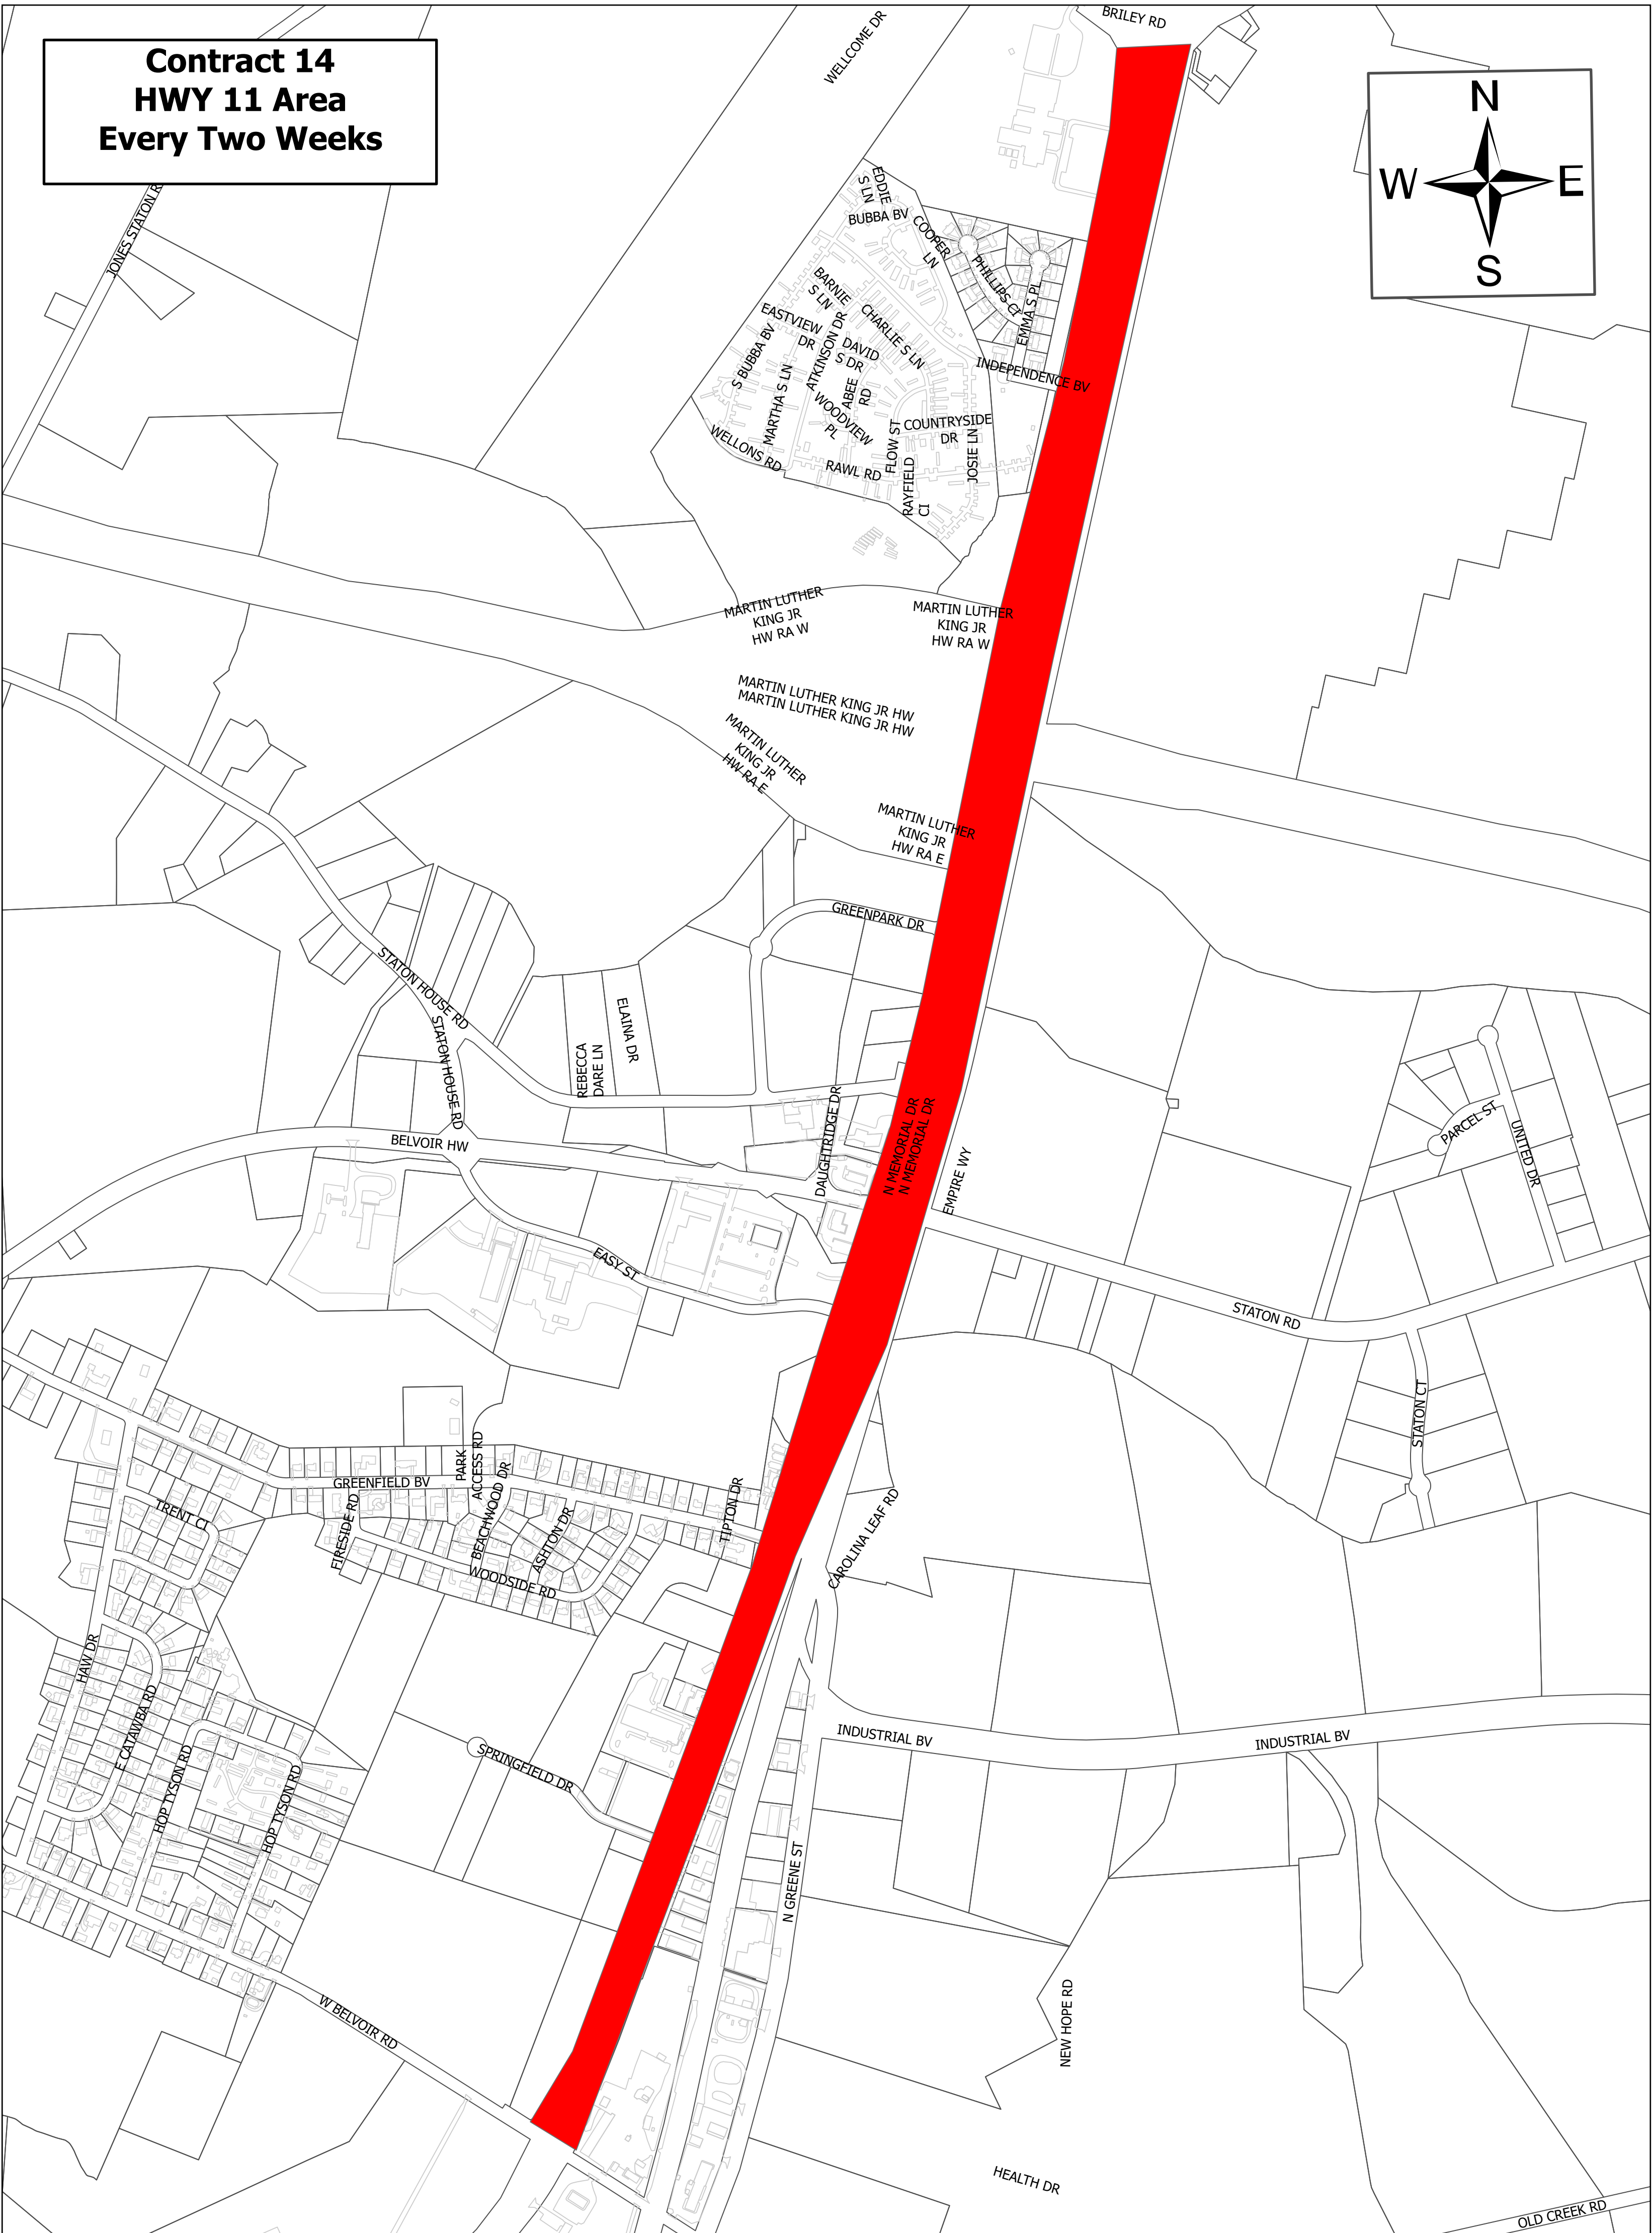 Contract 14
HWY 11 Area
Every Two Weeks
BRILEY RD
WELLCOME DR
N
W
E
S
JONES STATON R
EDDIE
S LN
BUBBA BV
COOPER
LN
PHILLIPS CI
EMMA S PL
BARNIE
S LN
EASTVIEW
DR
ATKINSON DR
CHARLIE S LN
DAVID
S DR
S BUBBA BV
MARTHA S LN
ABEE
RD
WOODVIEW
PL
INDEPENDENCE BV
COUNTRYSIDE
DR
FLOW ST
JOSIE LN
WELLONS RD
RAWL RD
RAYFIELD
CI
MARTIN LUTHER
KING JR
HW RA W
MARTIN LUTHER
KING JR
HW RA W
MARTIN LUTHER KING JR HW
MARTIN LUTHER KING JR HW
MARTIN LUTHER
KING JR
HW RA E
MARTIN LUTHER
KING JR
HW RA E
GREENPARK DR
STATON HOUSE RD
STATON HOUSE RD
REBECCA
DARE LN
ELAINA DR
DAUGHTRIDGE DR
N MEMORIAL DR
N MEMORIAL DR
EMPIRE WY
PARCEL ST
UNITED DR
BELVOIR HW
EASY ST
STATON RD
STATON CT
GREENFIELD BV
PARK
ACCESS RD
BEACHWOOD DR
FIRESIDE RD
ASHTON DR
TIPTON DR
WOODSIDE RD
TRENT CI
CAROLINA LEAF RD
HAW DR
E CATAWBA RD
HOP TYSON RD
HOP TYSON RD
SPRINGFIELD DR
INDUSTRIAL BV
INDUSTRIAL BV
N GREENE ST
NEW HOPE RD
W BELVOIR RD
HEALTH DR
OLD CREEK RD